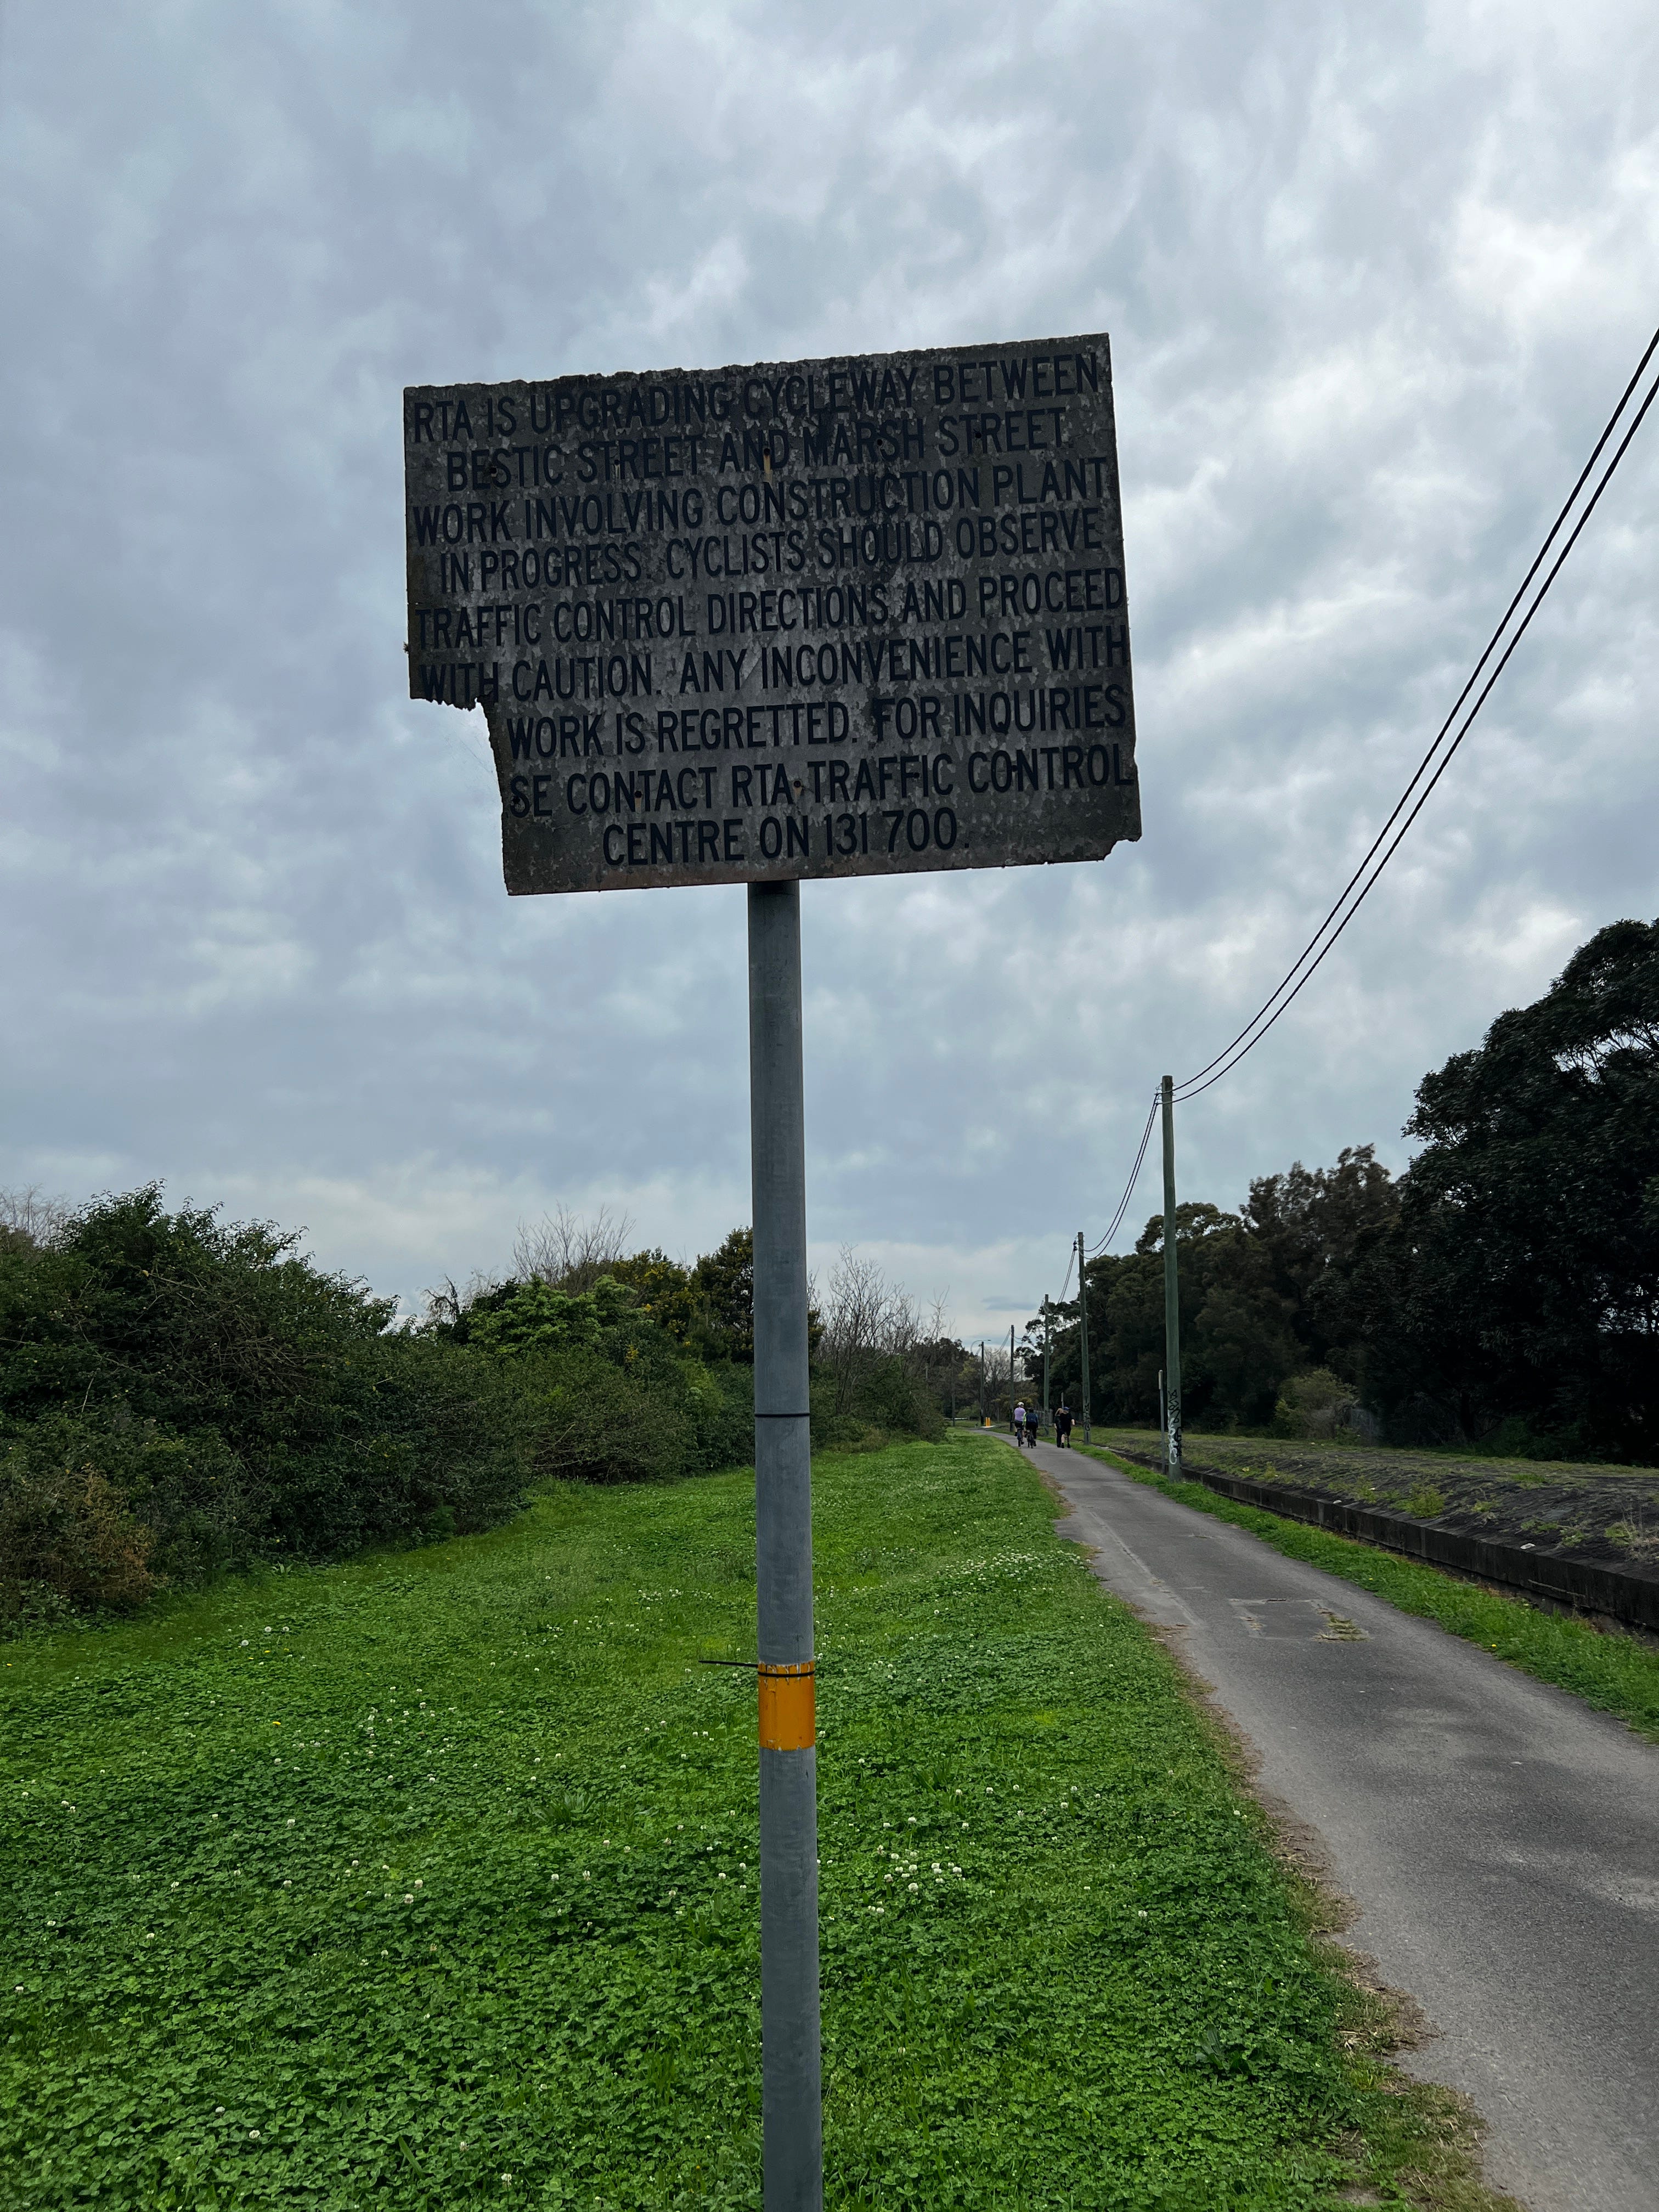 RTA IS UPGRADING CYCLEWAY BETWEEN
BESTIC STREET AND MARSH STREET.
WORK INVOLVING CONSTRUCTION PLANT
IN PROGRESS. CYCLISTS SHOULD OBSERVE
TRAFFIC CONTROL DIRECTIONS AND PROCEED
WITH CAUTION. ANY INCONVENIENCE WITH
WORK IS REGRETTED. FOR INQUIRIES
SE CONTACT RTA TRAFFIC CONTROL
CENTRE ON 131 700.